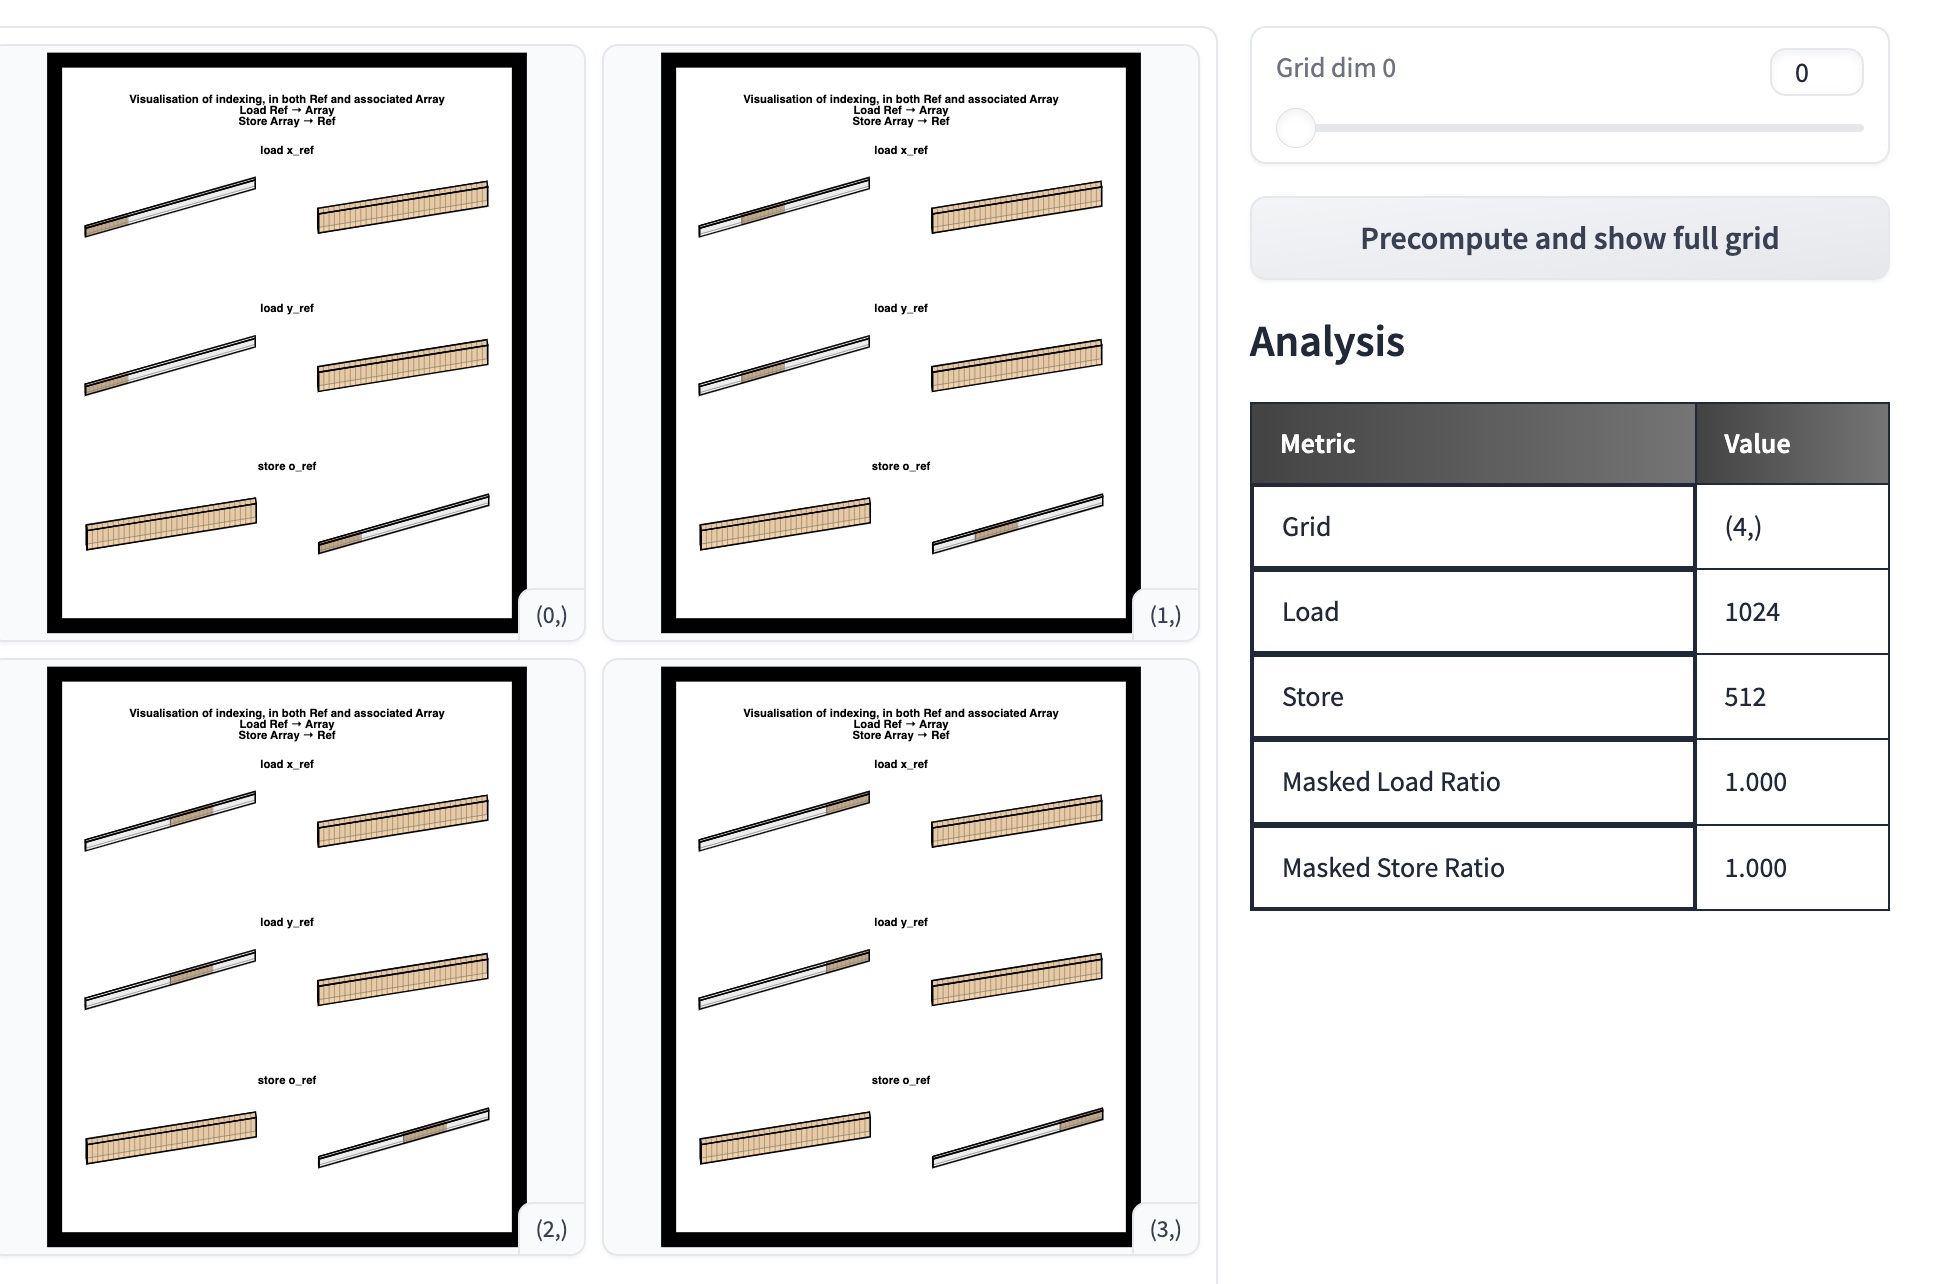 Visualisation of indexing, in both Ref and associated Array
Load Ref → Array
Store Array → Ref
load x_ref
load y_ref
store o_ref
(0,)
Visualisation of indexing, in both Ref and associated Array
Load Ref → Array
Store Array → Ref
load x_ref
load y_ref
store o_ref
(1,)
Visualisation of indexing, in both Ref and associated Array
Load Ref → Array
Store Array → Ref
load x_ref
load y_ref
store o_ref
(2,)
Visualisation of indexing, in both Ref and associated Array
Load Ref → Array
Store Array → Ref
load x_ref
load y_ref
store o_ref
(3,)
Grid dim 0
0
Precompute and show full grid
Analysis
Metric Value
Grid (4,)
Load 1024
Store 512
Masked Load Ratio 1.000
Masked Store Ratio 1.000